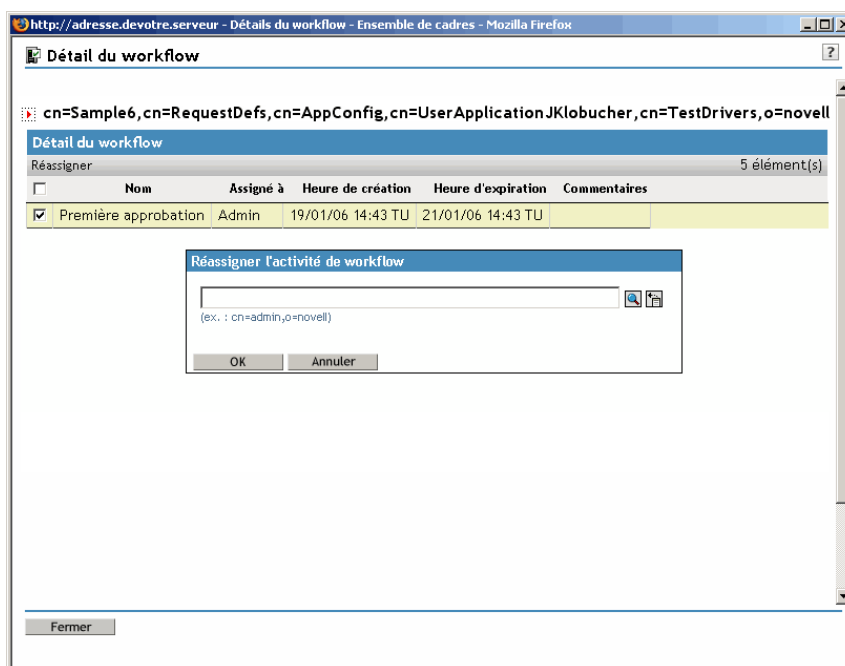 http://adresse.devotre.serveur - Détails du workflow - Ensemble de cadres - Mozilla Firefox
Détail du workflow
?
cn=Sample6,cn=RequestDefs,cn=AppConfig,cn=UserApplicationJKlobucher,cn=TestDrivers,o=novell
Détail du workflow
Réassigner 5 élément(s)
Nom Assigné à Heure de création Heure d'expiration Commentaires
Première approbation Admin 19/01/06 14:43 TU 21/01/06 14:43 TU
Réassigner l'activité de workflow
(ex. : cn=admin,o=novell)
OK Annuler
Fermer